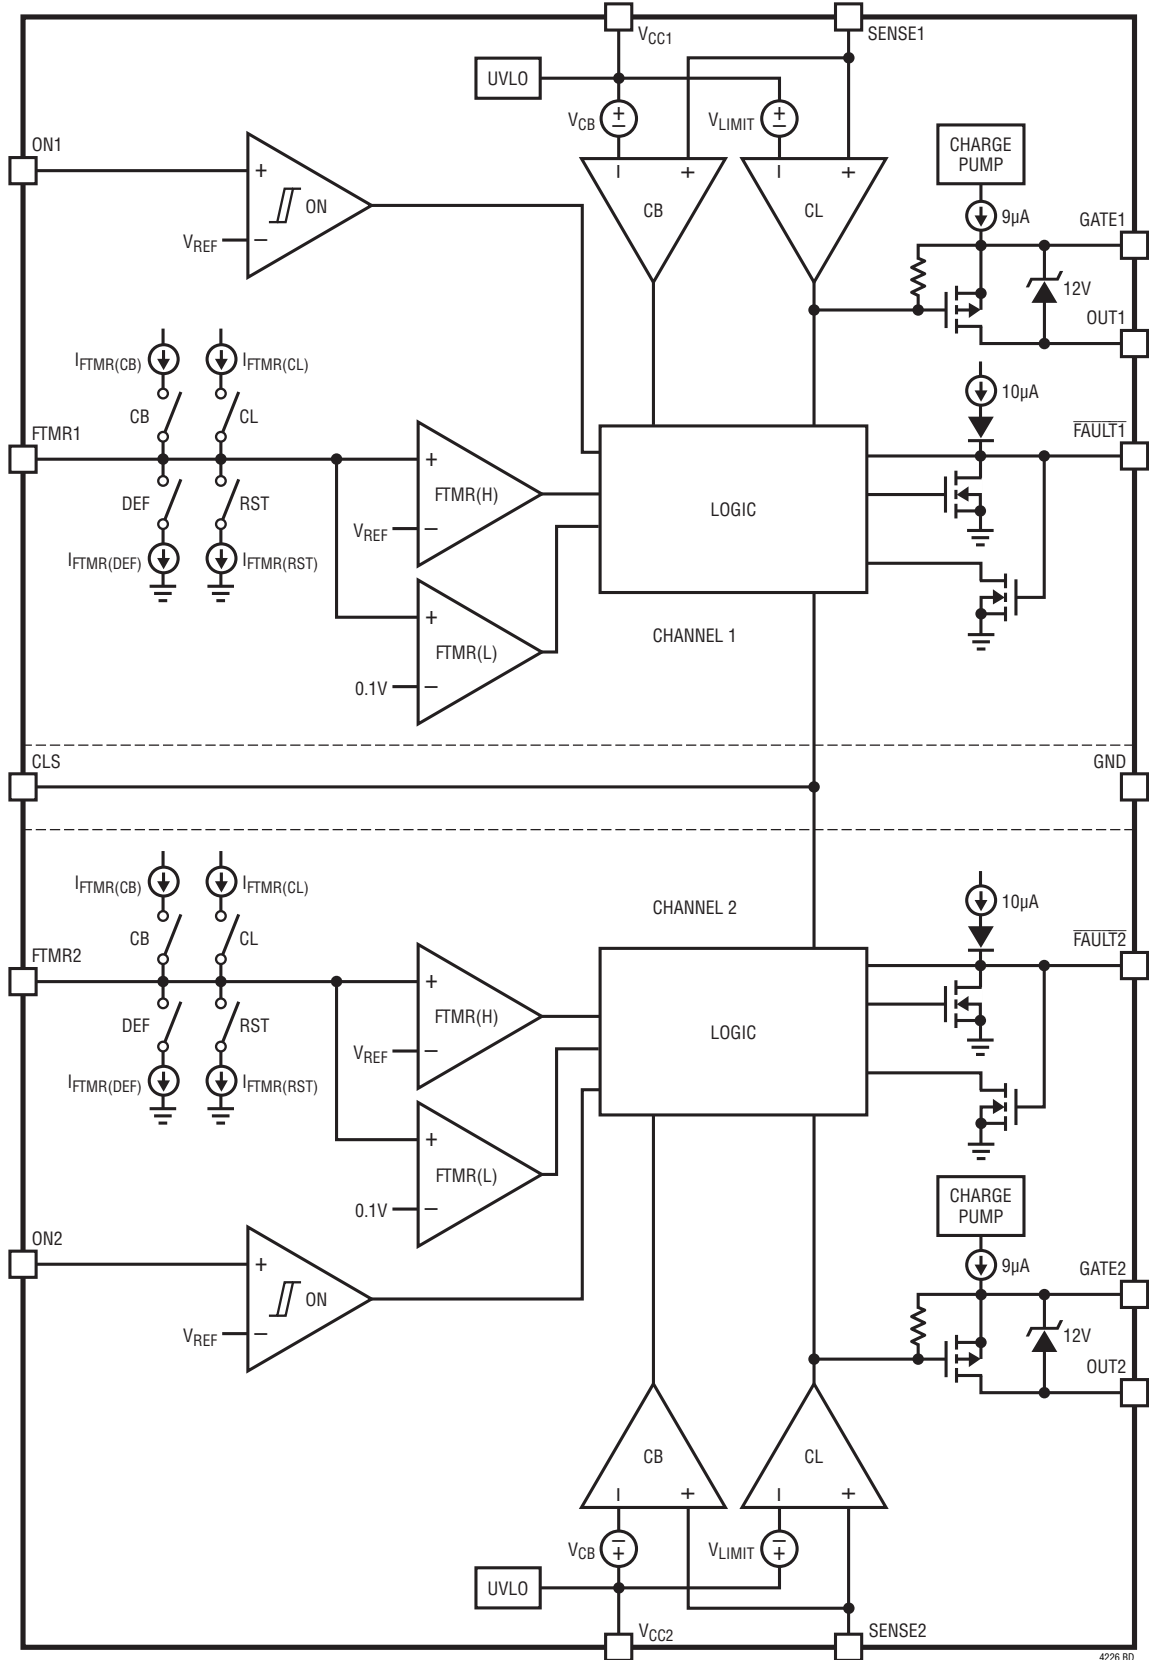 VCC1
SENSE1
UVLO
VCB
+
−
VLIMIT
+
−
ON1
+
ON
VREF
−
−
+
CB
−
+
CL
CHARGE
PUMP
9µA
GATE1
12V
OUT1
IFTMR(CB)
IFTMR(CL)
CB
CL
10µA
FTMR1
FAULT1
DEF
RST
+
FTMR(H)
VREF
−
LOGIC
IFTMR(DEF)
IFTMR(RST)
+
FTMR(L)
0.1V
−
CHANNEL 1
CLS
GND
IFTMR(CB)
IFTMR(CL)
CB
CL
CHANNEL 2
10µA
FTMR2
FAULT2
DEF
RST
+
FTMR(H)
VREF
−
LOGIC
IFTMR(DEF)
IFTMR(RST)
+
FTMR(L)
0.1V
−
CHARGE
PUMP
9µA
ON2
+
ON
VREF
−
GATE2
12V
OUT2
CB
−
+
CL
−
+
VCB
−
+
VLIMIT
−
+
UVLO
VCC2
SENSE2
4226 BD